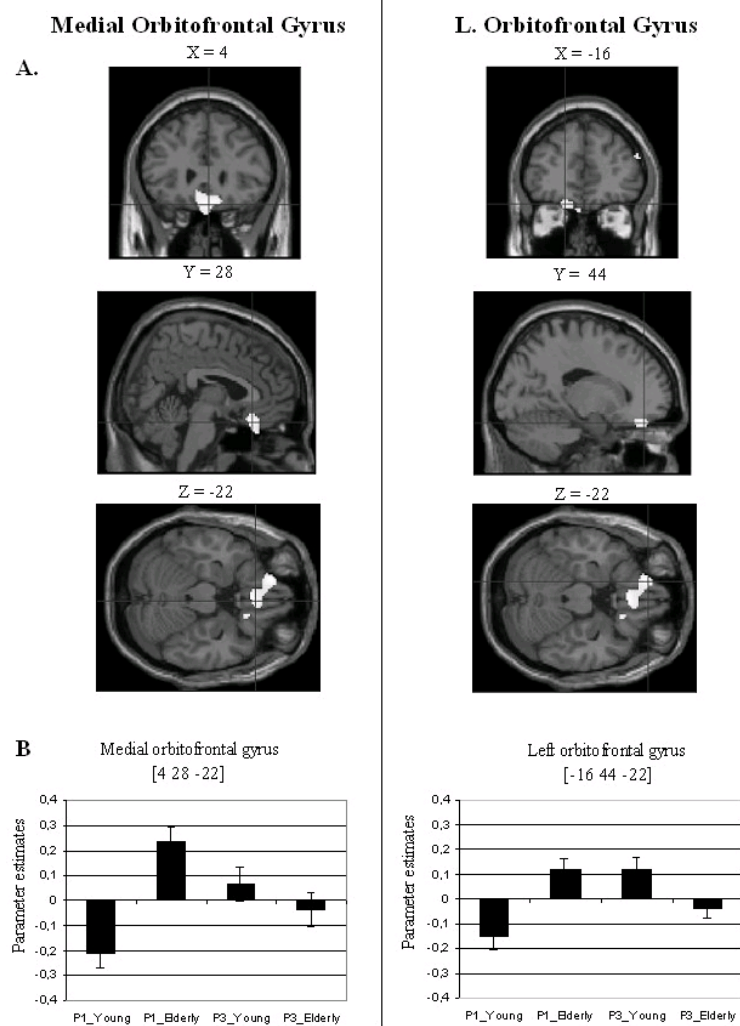 Medial Orbitofrontal Gyrus
X = 4
A.
Y = 28
Z = -22
L. Orbitofrontal Gyrus
X = -16
Y = 44
Z = -22
B
Medial orbitofrontal gyrus
[4 28 -22]
Parameter estimates
0,4
0,3
0,2
0,1
0
-0,1
-0,2
-0,3
-0,4
P1_Young P1_Elderly P3_Young P3_Elderly
Left orbitofrontal gyrus
[-16 44 -22]
Parameter estimates
0,4
0,3
0,2
0,1
0
-0,1
-0,2
-0,3
-0,4
P1_Young P1_Elderly P3_Young P3_Elderly